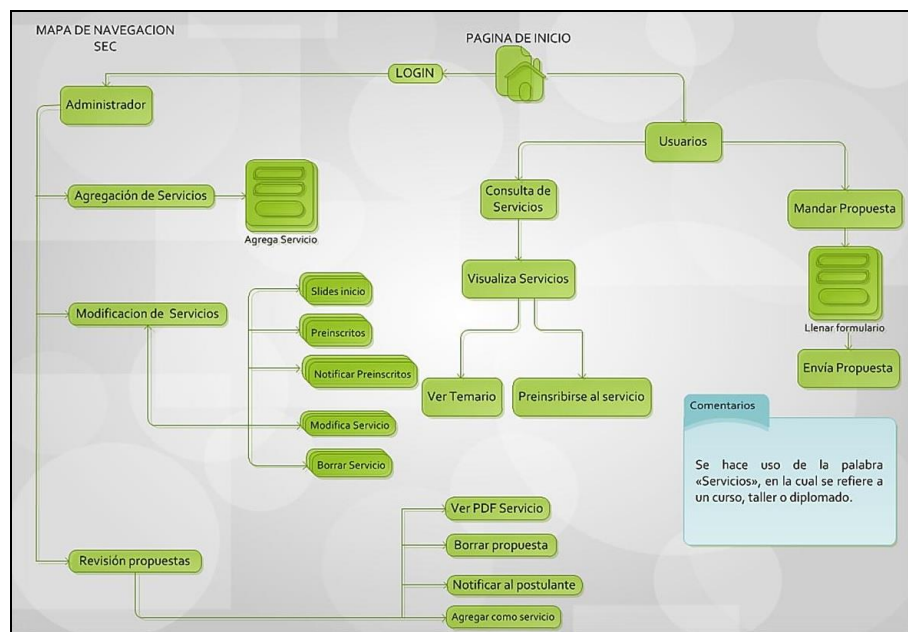 MAPA DE NAVEGACION
SEC
PAGINA DE INICIO
LOGIN
Administrador
Usuarios
Agregación de Servicios
Agrega Servicio
Consulta de
Servicios
Mandar Propuesta
Visualiza Servicios
Llenar formulario
Modificacion de Servicios
Slides inicio
Preinscritos
Notificar Preinscritos
Modifica Servicio
Borrar Servicio
Ver Temario
Preinsribirse al servicio
Envía Propuesta
Comentarios
Se hace uso de la palabra
«Servicios», en la cual se refiere a
un curso, taller o diplomado.
Revisión propuestas
Ver PDF Servicio
Borrar propuesta
Notificar al postulante
Agregar como servicio